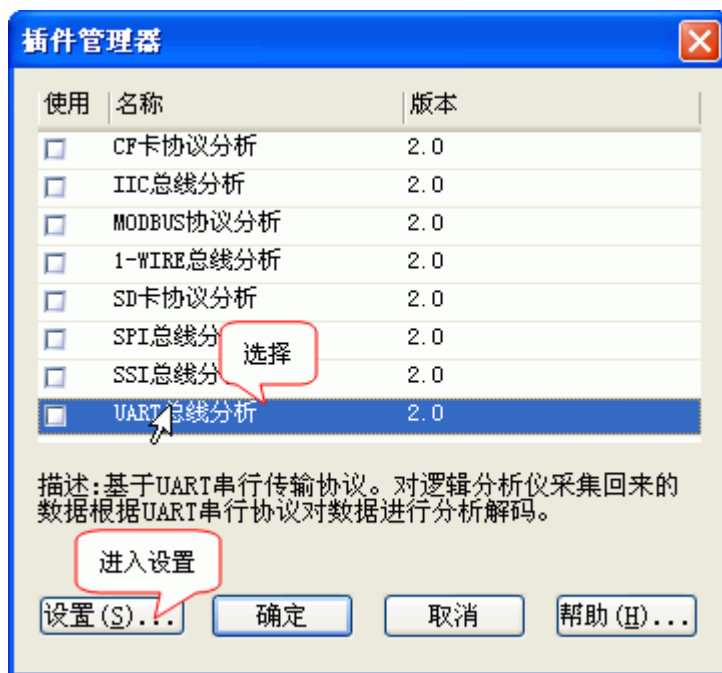 插件管理器
使用 名称 版本
CF卡协议分析 2.0
IIC总线分析 2.0
MODBUS协议分析 2.0
1-WIRE总线分析 2.0
SD卡协议分析 2.0
SPI总线分 2.0
选择
SSI总线分 2.0
UART总线分析 2.0
描述:基于UART串行传输协议。对逻辑分析仪采集回来的
数据根据UART串行协议对数据进行分析解码。
进入设置
设置(S)... 确定 取消 帮助(H)...